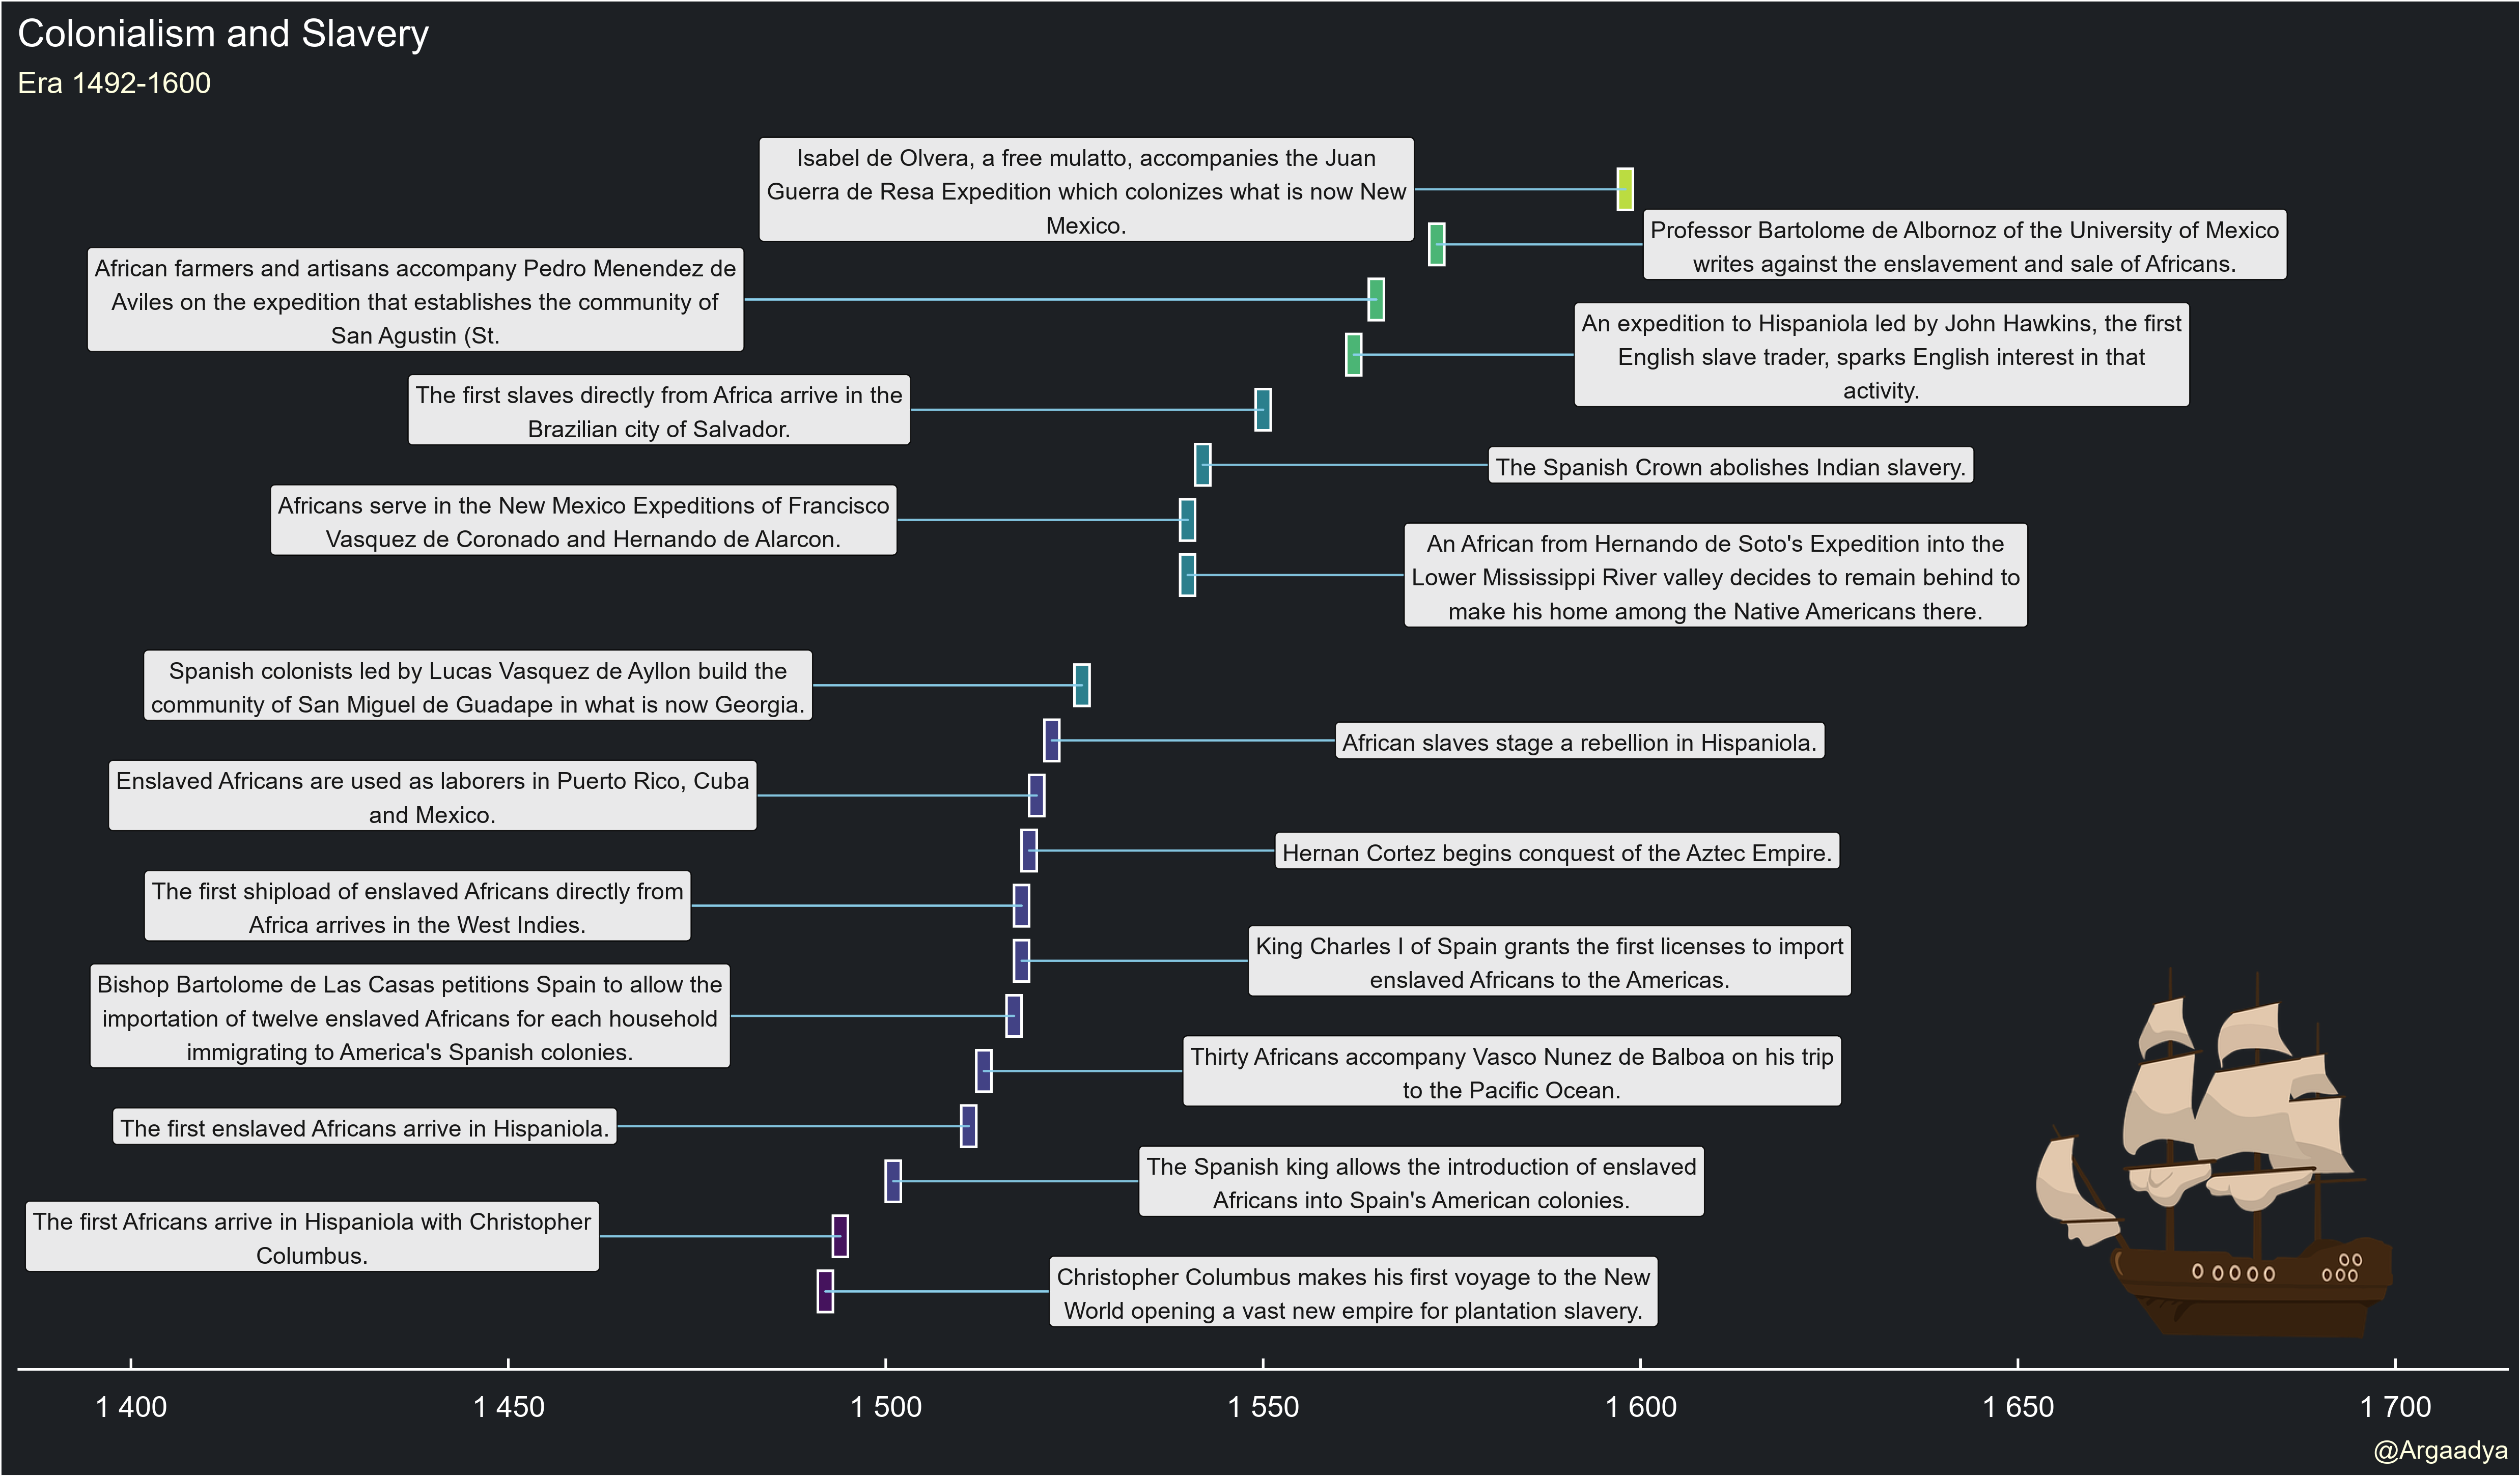 Colonialism and Slavery
Era 1492-1600
Isabel de Olvera, a free mulatto, accompanies the Juan
Guerra de Resa Expedition which colonizes what is now New
Mexico.
Professor Bartolome de Albornoz of the University of Mexico
writes against the enslavement and sale of Africans.
African farmers and artisans accompany Pedro Menendez de
Aviles on the expedition that establishes the community of
San Agustin (St.
An expedition to Hispaniola led by John Hawkins, the first
English slave trader, sparks English interest in that
activity.
The first slaves directly from Africa arrive in the
Brazilian city of Salvador.
The Spanish Crown abolishes Indian slavery.
Africans serve in the New Mexico Expeditions of Francisco
Vasquez de Coronado and Hernando de Alarcon.
An African from Hernando de Soto's Expedition into the
Lower Mississippi River valley decides to remain behind to
make his home among the Native Americans there.
Spanish colonists led by Lucas Vasquez de Ayllon build the
community of San Miguel de Guadape in what is now Georgia.
African slaves stage a rebellion in Hispaniola.
Enslaved Africans are used as laborers in Puerto Rico, Cuba
and Mexico.
Hernan Cortez begins conquest of the Aztec Empire.
The first shipload of enslaved Africans directly from
Africa arrives in the West Indies.
King Charles I of Spain grants the first licenses to import
enslaved Africans to the Americas.
Bishop Bartolome de Las Casas petitions Spain to allow the
importation of twelve enslaved Africans for each household
immigrating to America's Spanish colonies.
Thirty Africans accompany Vasco Nunez de Balboa on his trip
to the Pacific Ocean.
The first enslaved Africans arrive in Hispaniola.
The Spanish king allows the introduction of enslaved
Africans into Spain's American colonies.
The first Africans arrive in Hispaniola with Christopher
Columbus.
Christopher Columbus makes his first voyage to the New
World opening a vast new empire for plantation slavery.
1 400 1 450 1 500 1 550 1 600 1 650 1 700
@Argaadya